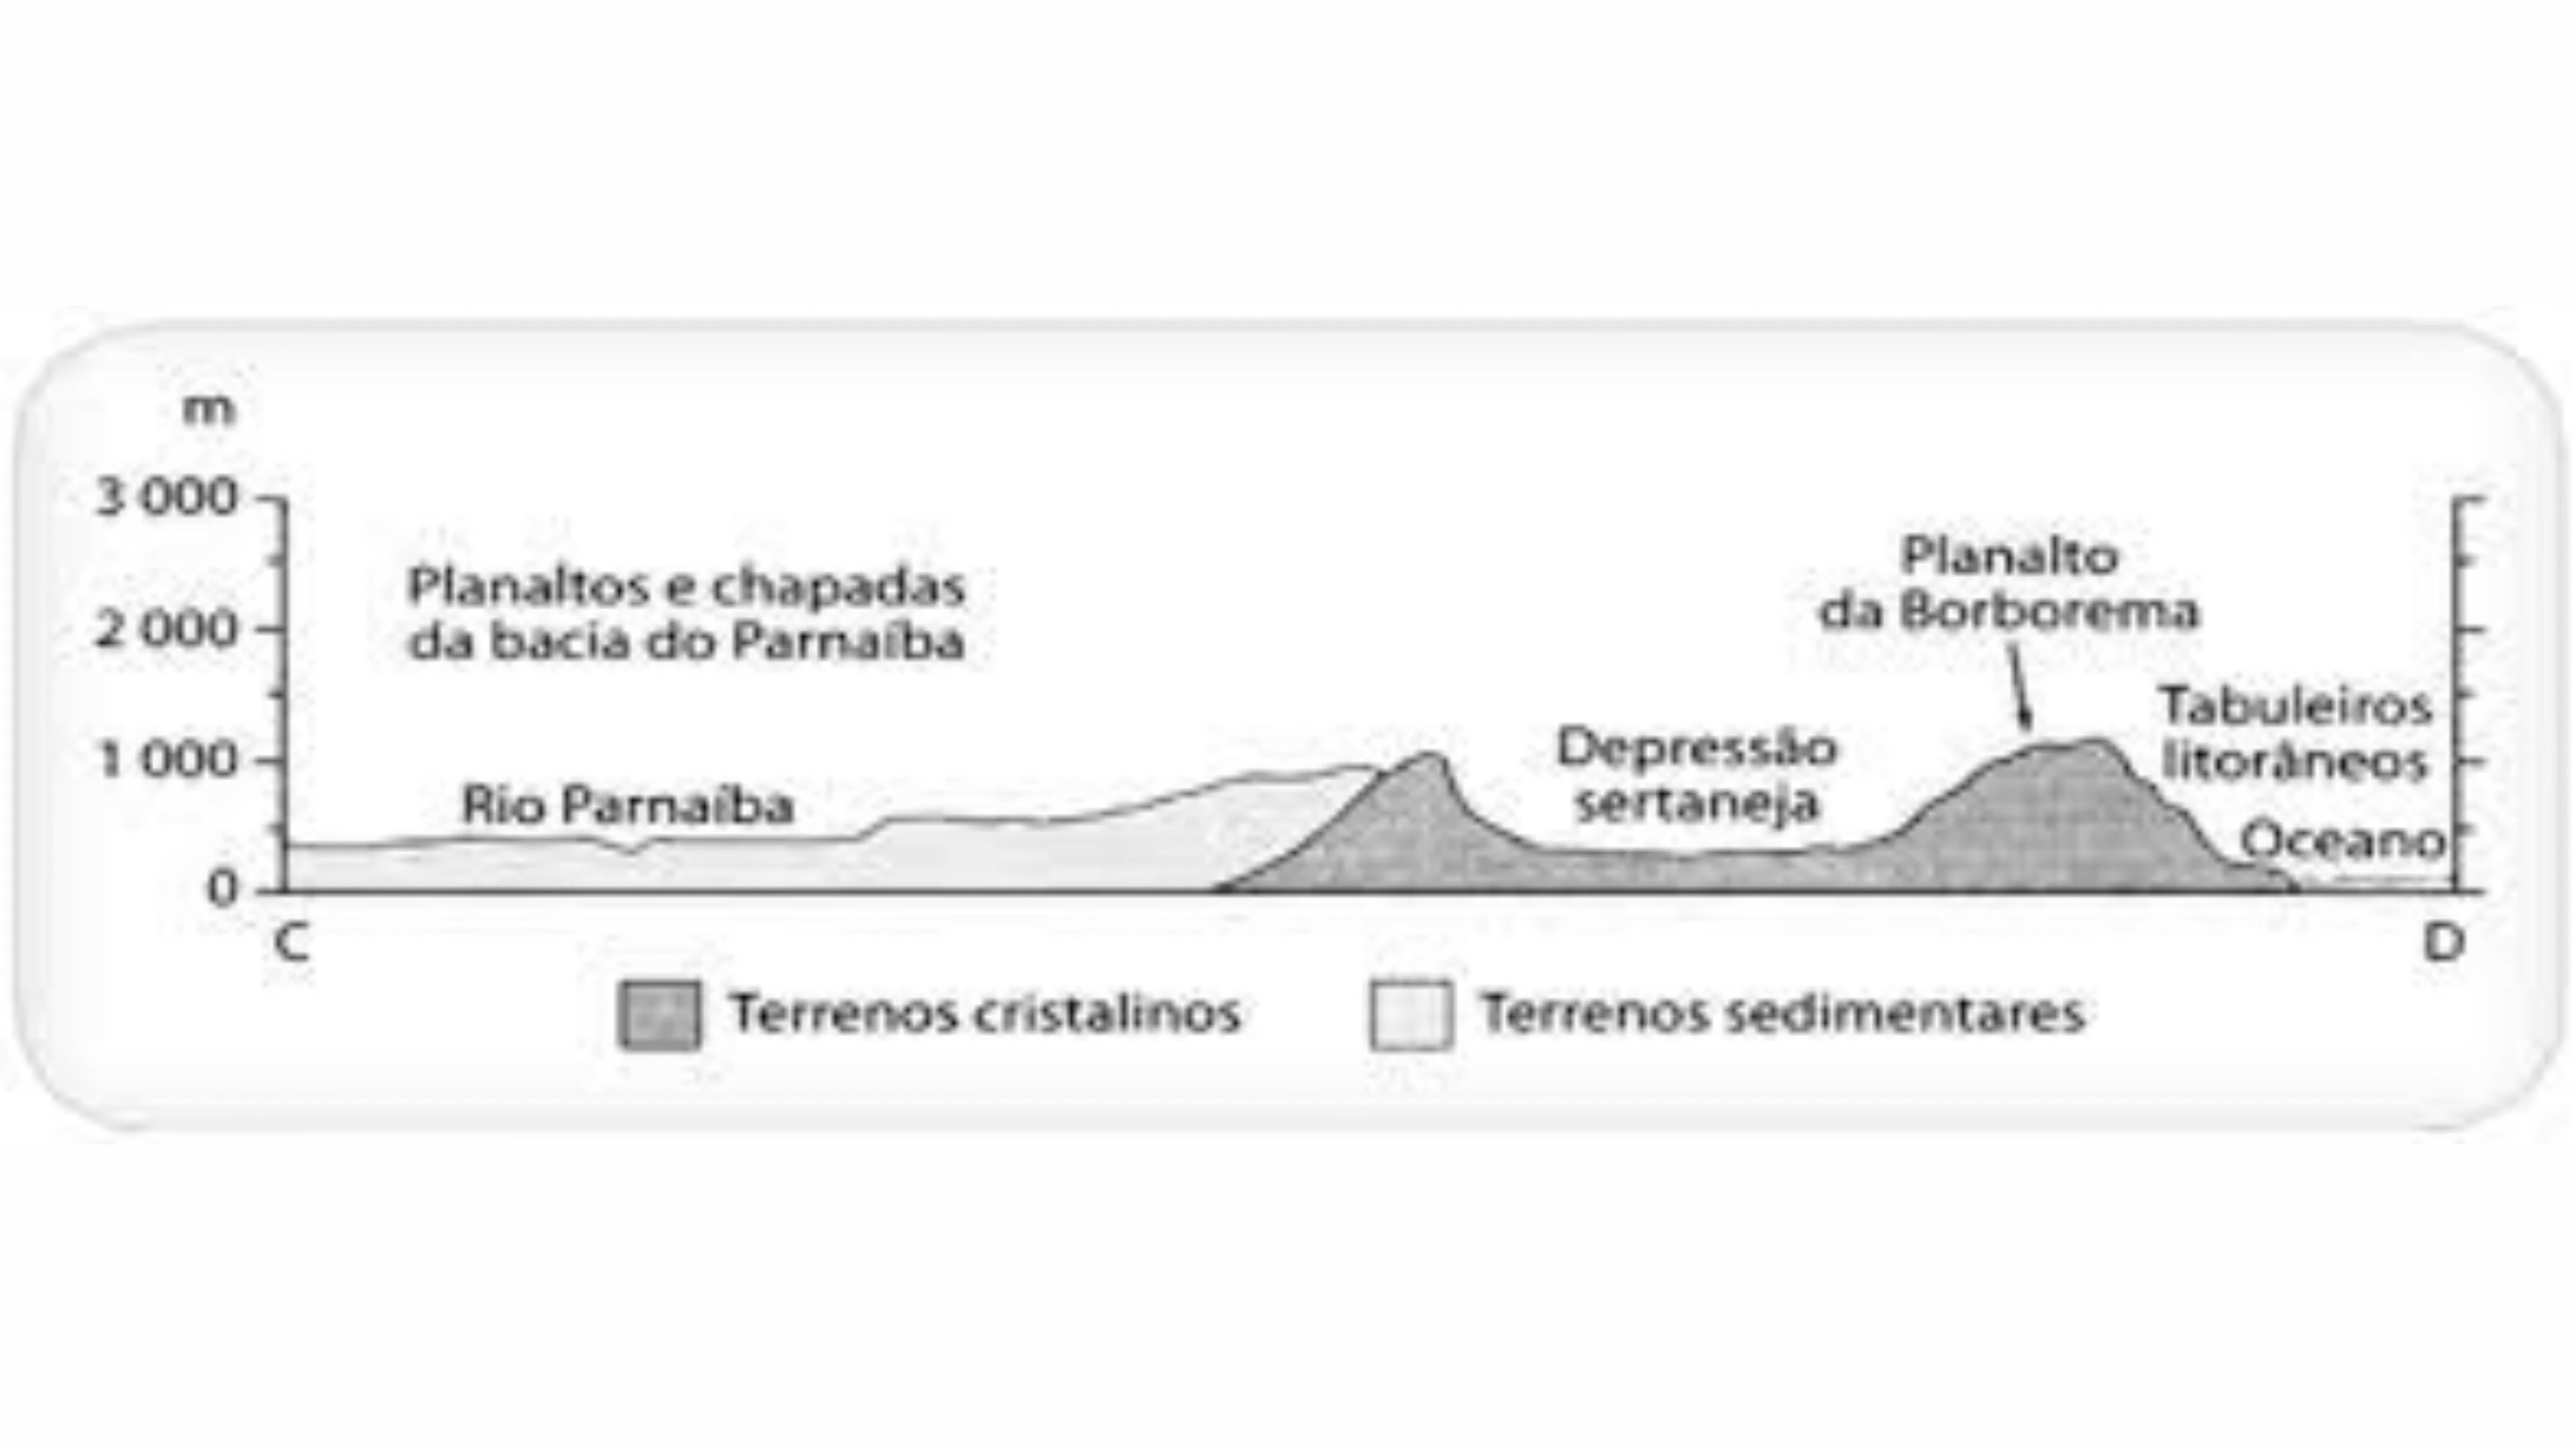 m
3 000
2 000
1 000
0
Planaltos e chapadas
da bacia do Parnaíba
Rio Parnaíba
Depressão
sertaneja
Planalto
da Borborema
Tabuleiros
litorâneos
Oceano
C
D
Terrenos cristalinos
Terrenos sedimentares